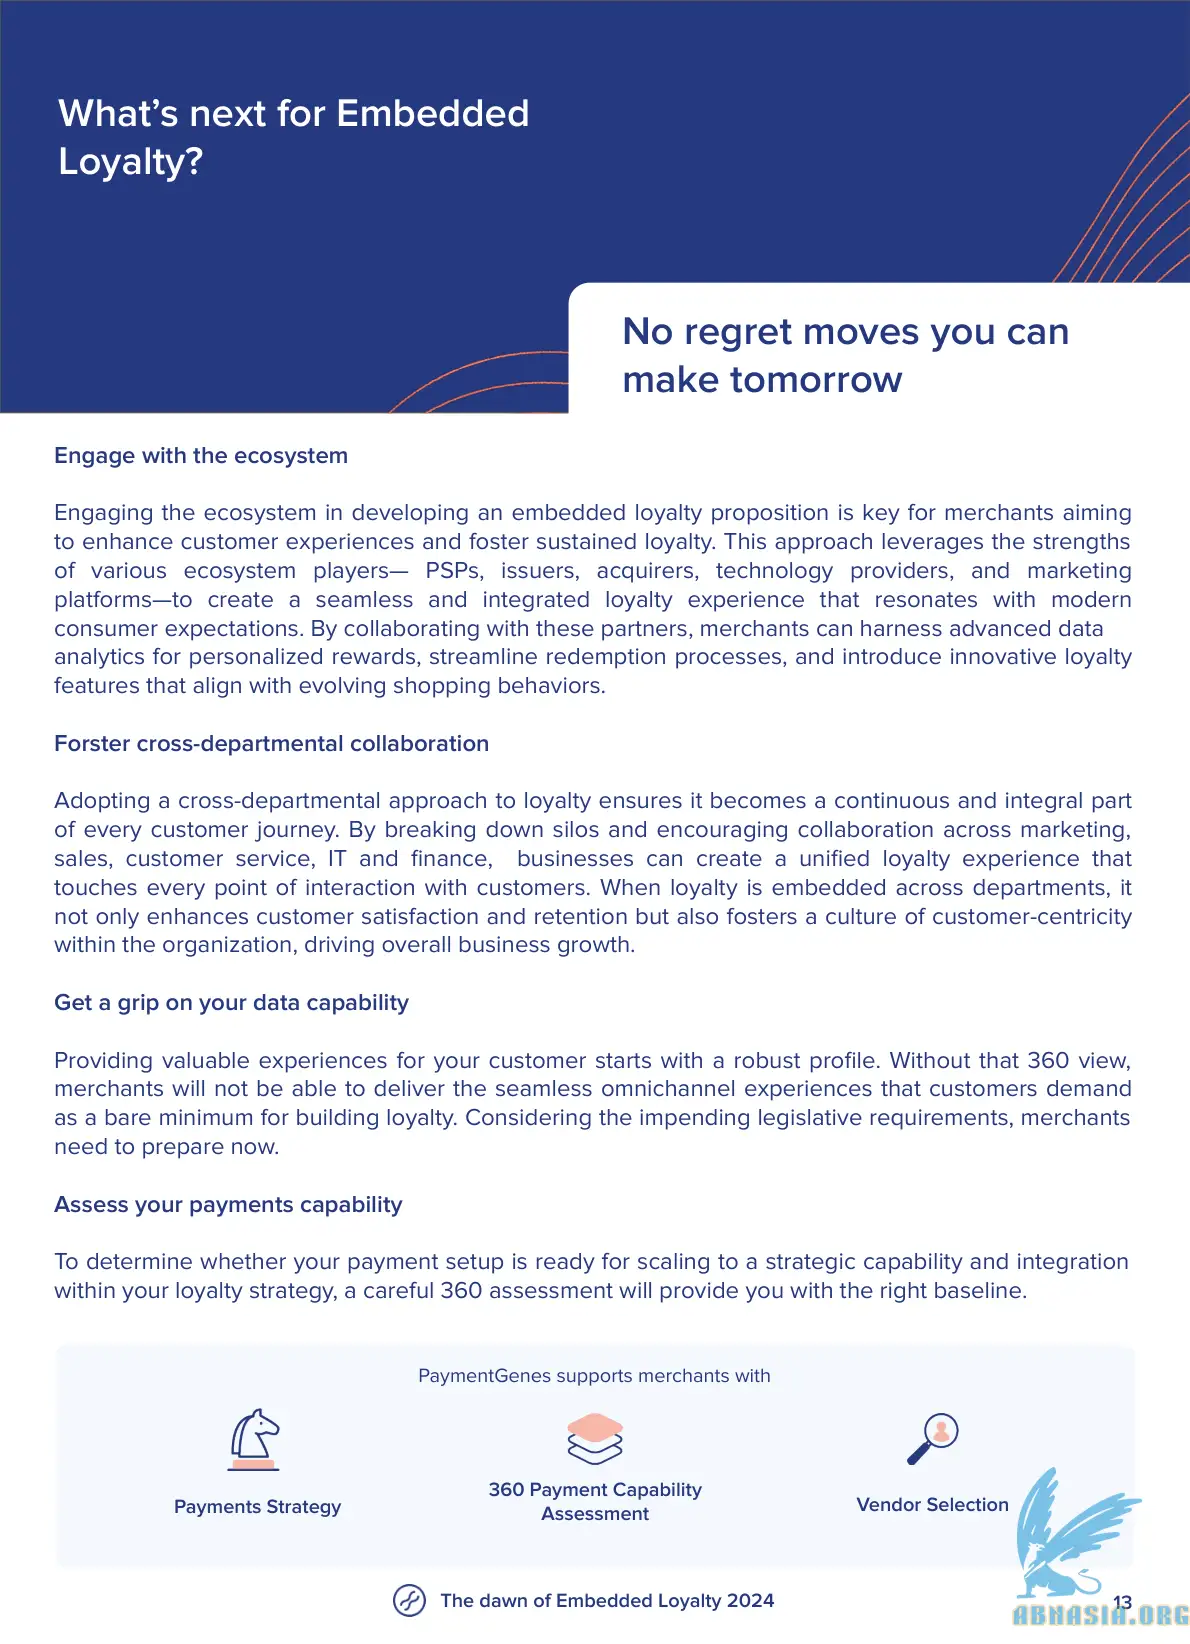 What’s next for Embedded
Loyalty?
No regret moves you can
make tomorrow
Engage with the ecosystem
Engaging the ecosystem in developing an embedded loyalty proposition is key for merchants aiming
to enhance customer experiences and foster sustained loyalty. This approach leverages the strengths
of various ecosystem players— PSPs, issuers, acquirers, technology providers, and marketing
platforms—to create a seamless and integrated loyalty experience that resonates with modern
consumer expectations. By collaborating with these partners, merchants can harness advanced data
analytics for personalized rewards, streamline redemption processes, and introduce innovative loyalty
features that align with evolving shopping behaviors.
Forster cross-departmental collaboration
Adopting a cross-departmental approach to loyalty ensures it becomes a continuous and integral part
of every customer journey. By breaking down silos and encouraging collaboration across marketing,
sales, customer service, IT and finance, businesses can create a unified loyalty experience that
touches every point of interaction with customers. When loyalty is embedded across departments, it
not only enhances customer satisfaction and retention but also fosters a culture of customer-centricity
within the organization, driving overall business growth.
Get a grip on your data capability
Providing valuable experiences for your customer starts with a robust profile. Without that 360 view,
merchants will not be able to deliver the seamless omnichannel experiences that customers demand
as a bare minimum for building loyalty. Considering the impending legislative requirements, merchants
need to prepare now.
Assess your payments capability
To determine whether your payment setup is ready for scaling to a strategic capability and integration
within your loyalty strategy, a careful 360 assessment will provide you with the right baseline.
PaymentGenes supports merchants with
Payments Strategy
360 Payment Capability
Assessment
Vendor Selection
The dawn of Embedded Loyalty 2024
13
ABNASIA.ORG